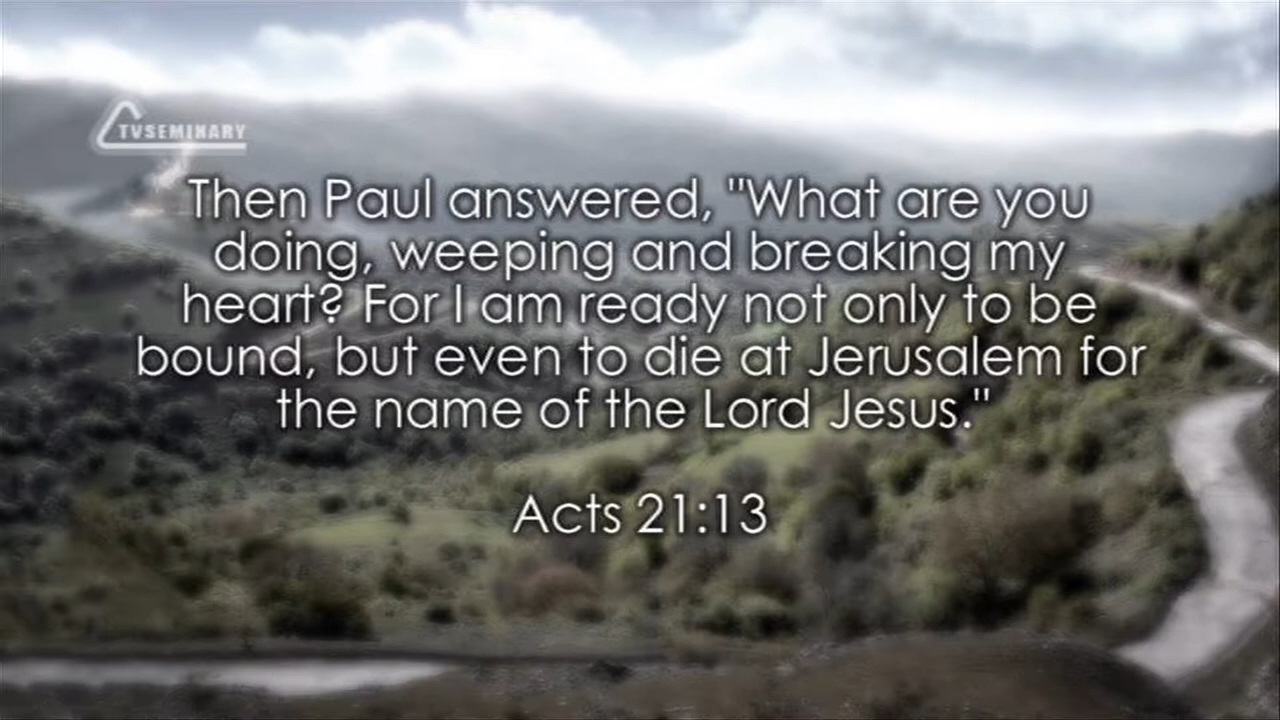 TVSEMINARY
Then Paul answered, "What are you
doing, weeping and breaking my
heart? For I am ready not only to be
bound, but even to die at Jerusalem for
the name of the Lord Jesus."
Acts 21:13